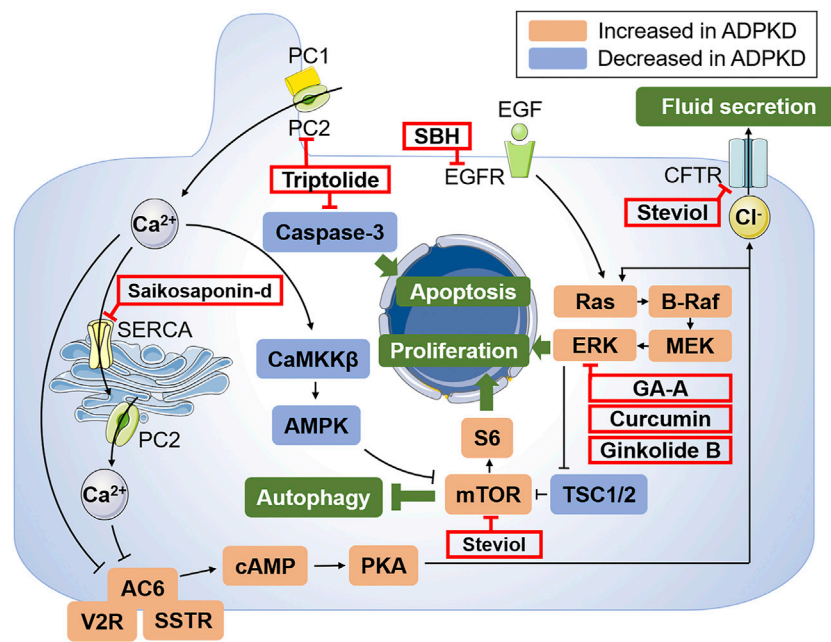 Increased in ADPKD
Decreased in ADPKD
PC1
PC2
EGF
Fluid secretion
SBH
EGFR
CFTR
Triptolide
Steviol
Cl-
Ca2+
Caspase-3
Saikosaponin-d
Apoptosis
Ras
B-Raf
SERCA
CaMKKβ
Proliferation
ERK
MEK
GA-A
Curcumin
Ginkolide B
AMPK
S6
PC2
Ca2+
Autophagy
mTOR
TSC1/2
Steviol
cAMP
PKA
AC6
V2R
SSTR